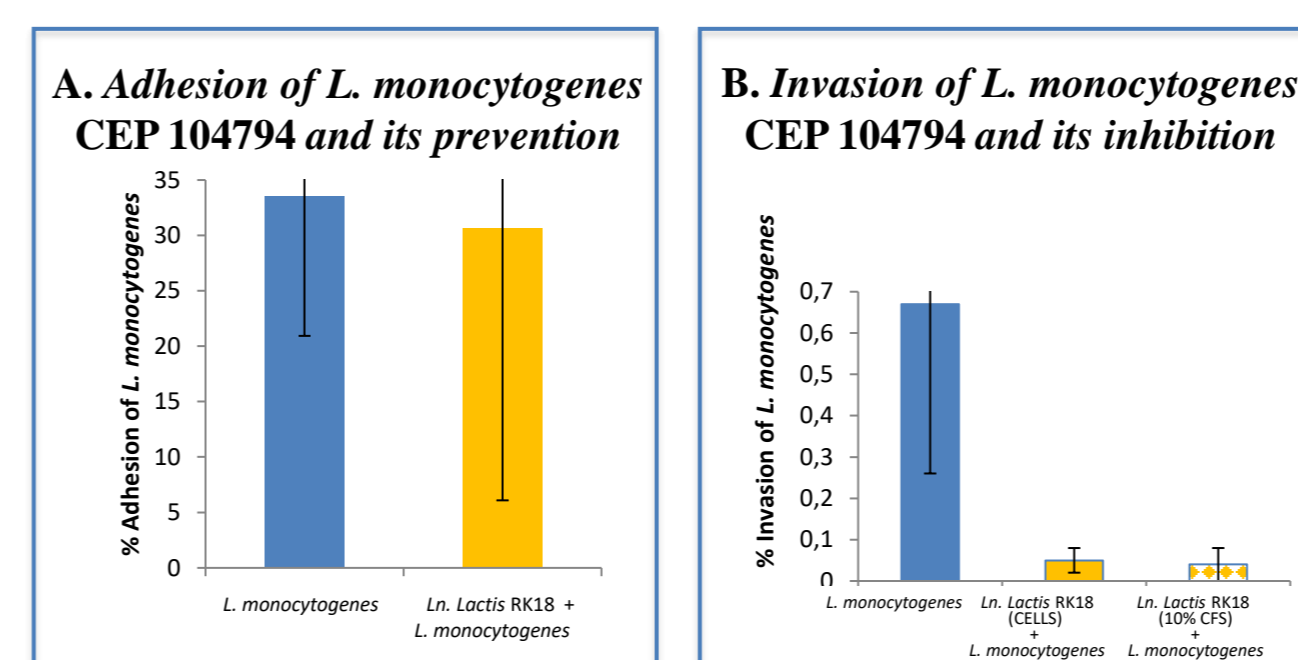 A. Adhesion of L. monocytogenes
CEP 104794 and its prevention
% Adhesion of L. monocytogenes
35
30
25
20
15
10
5
0
L. monocytogenes
Ln. Lactis RK18 +
L. monocytogenes
B. Invasion of L. monocytogenes
CEP 104794 and its inhibition
% Invasion of L. monocytogenes
0,7
0,6
0,5
0,4
0,3
0,2
0,1
0
L. monocytogenes
Ln. Lactis RK18
(CELLS)
+
L. monocytogenes
Ln. Lactis RK18
(10% CFS)
+
L. monocytogenes